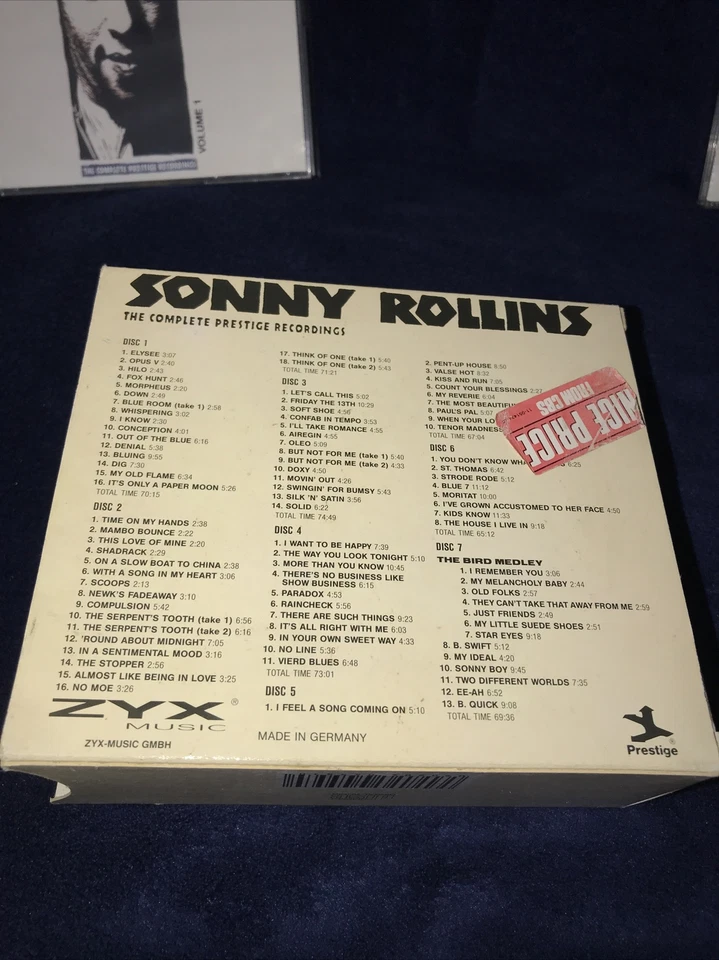 VOLUME 1
THE COMPLETE PRESTIGE RECORDINGS
SONNY ROLLINS
THE COMPLETE PRESTIGE RECORDINGS
DISC 1
1. ELYSEE 3:07
2. OPUS V 2:40
3. HILO 2:43
4. FOX HUNT 2:46
5. MORPHEUS 2:20
6. DOWN 2:49
7. BLUE ROOM (take 1) 2:58
8. WHISPERING 3:02
9. I KNOW 2:30
10. CONCEPTION 4:01
11. OUT OF THE BLUE 6:16
12. DENIAL 5:38
13. BLUING 9:55
14. DIG 7:30
15. MY OLD FLAME 6:34
16. IT'S ONLY A PAPER MOON 5:26
TOTAL TIME 70:15
DISC 2
1. TIME ON MY HANDS 2:38
2. MAMBO BOUNCE 2:22
3. THIS LOVE OF MINE 2:20
4. SHADRACK 2:29
5. ON A SLOW BOAT TO CHINA 2:38
6. WITH A SONG IN MY HEART 3:06
7. SCOOPS 2:13
8. NEWK'S FADEAWAY 3:10
9. COMPULSION 5:42
10. THE SERPENT'S TOOTH (take 1) 6:56
11. THE SERPENT'S TOOTH (take 2) 6:16
12. 'ROUND ABOUT MIDNIGHT 7:05
13. IN A SENTIMENTAL MOOD 3:16
14. THE STOPPER 2:56
15. ALMOST LIKE BEING IN LOVE 3:25
16. NO MOE 3:26
17. THINK OF ONE (take 1) 5:40
18. THINK OF ONE (take 2) 5:43
TOTAL TIME 71:21
DISC 3
1. LET'S CALL THIS 5:02
2. FRIDAY THE 13TH 10:29
3. SOFT SHOE 4:56
4. CONFAB IN TEMPO 3:53
5. I'LL TAKE ROMANCE 4:55
6. AIREGIN 4:55
7. OLEO 5:09
8. BUT NOT FOR ME (take 1) 5:40
9. BUT NOT FOR ME (take 2) 4:33
10. DOXY 4:50
11. MOVIN' OUT 4:26
12. SWINGIN' FOR BUMSY 5:43
13. SILK 'N' SATIN 3:56
14. SOLID 6:22
TOTAL TIME 74:49
DISC 4
1. I WANT TO BE HAPPY 7:39
2. THE WAY YOU LOOK TONIGHT 5:10
3. MORE THAN YOU KNOW 10:45
4. THERE'S NO BUSINESS LIKE
SHOW BUSINESS 6:15
5. PARADOX 4:53
6. RAINCHECK 5:56
7. THERE ARE SUCH THINGS 9:23
8. IT'S ALL RIGHT WITH ME 6:03
9. IN YOUR OWN SWEET WAY 4:33
10. NO LINE 5:36
11. VIERD BLUES 6:48
TOTAL TIME 73:01
DISC 5
1. I FEEL A SONG COMING ON 5:10
2. PENT-UP HOUSE 8:50
3. VALSE HOT 8:32
4. KISS AND RUN 7:05
5. COUNT YOUR BLESSINGS
6. MY REVERIE 6:04
7. THE MOST BEAUTIFUL
8. PAUL'S PAL 5:07
9. WHEN YOUR
10. TENOR MADNESS
TOTAL TIME 67:04
DISC 6
1. YOU DON'T KNOW 6:25
2. ST. THOMAS 6:42
3. STRODE RODE 5:12
4. BLUE 7 11:12
5. MORITAT 10:00
6. I'VE GROWN ACCUSTOMED TO HER FACE 4:50
7. KIDS KNOW 11:33
8. THE HOUSE I LIVE IN 9:18
TOTAL TIME 65:12
DISC 7
THE BIRD MEDLEY
1. I REMEMBER YOU 3:06
2. MY MELANCHOLY BABY 2:44
3. OLD FOLKS 2:57
4. THEY CAN'T TAKE THAT AWAY FROM ME 2:59
5. JUST FRIENDS 2:49
6. MY LITTLE SUEDE SHOES 2:51
7. STAR EYES 9:18
8. B. SWIFT 5:12
9. MY IDEAL 4:20
10. SONNY BOY 9:45
11. TWO DIFFERENT WORLDS 7:35
12. EE-AH 6:52
13. B. QUICK 9:08
TOTAL TIME 69:36
NICE PRICE
FROM CBS
ZYX®
MUSIC
ZYX-MUSIC GMBH
MADE IN GERMANY
Prestige